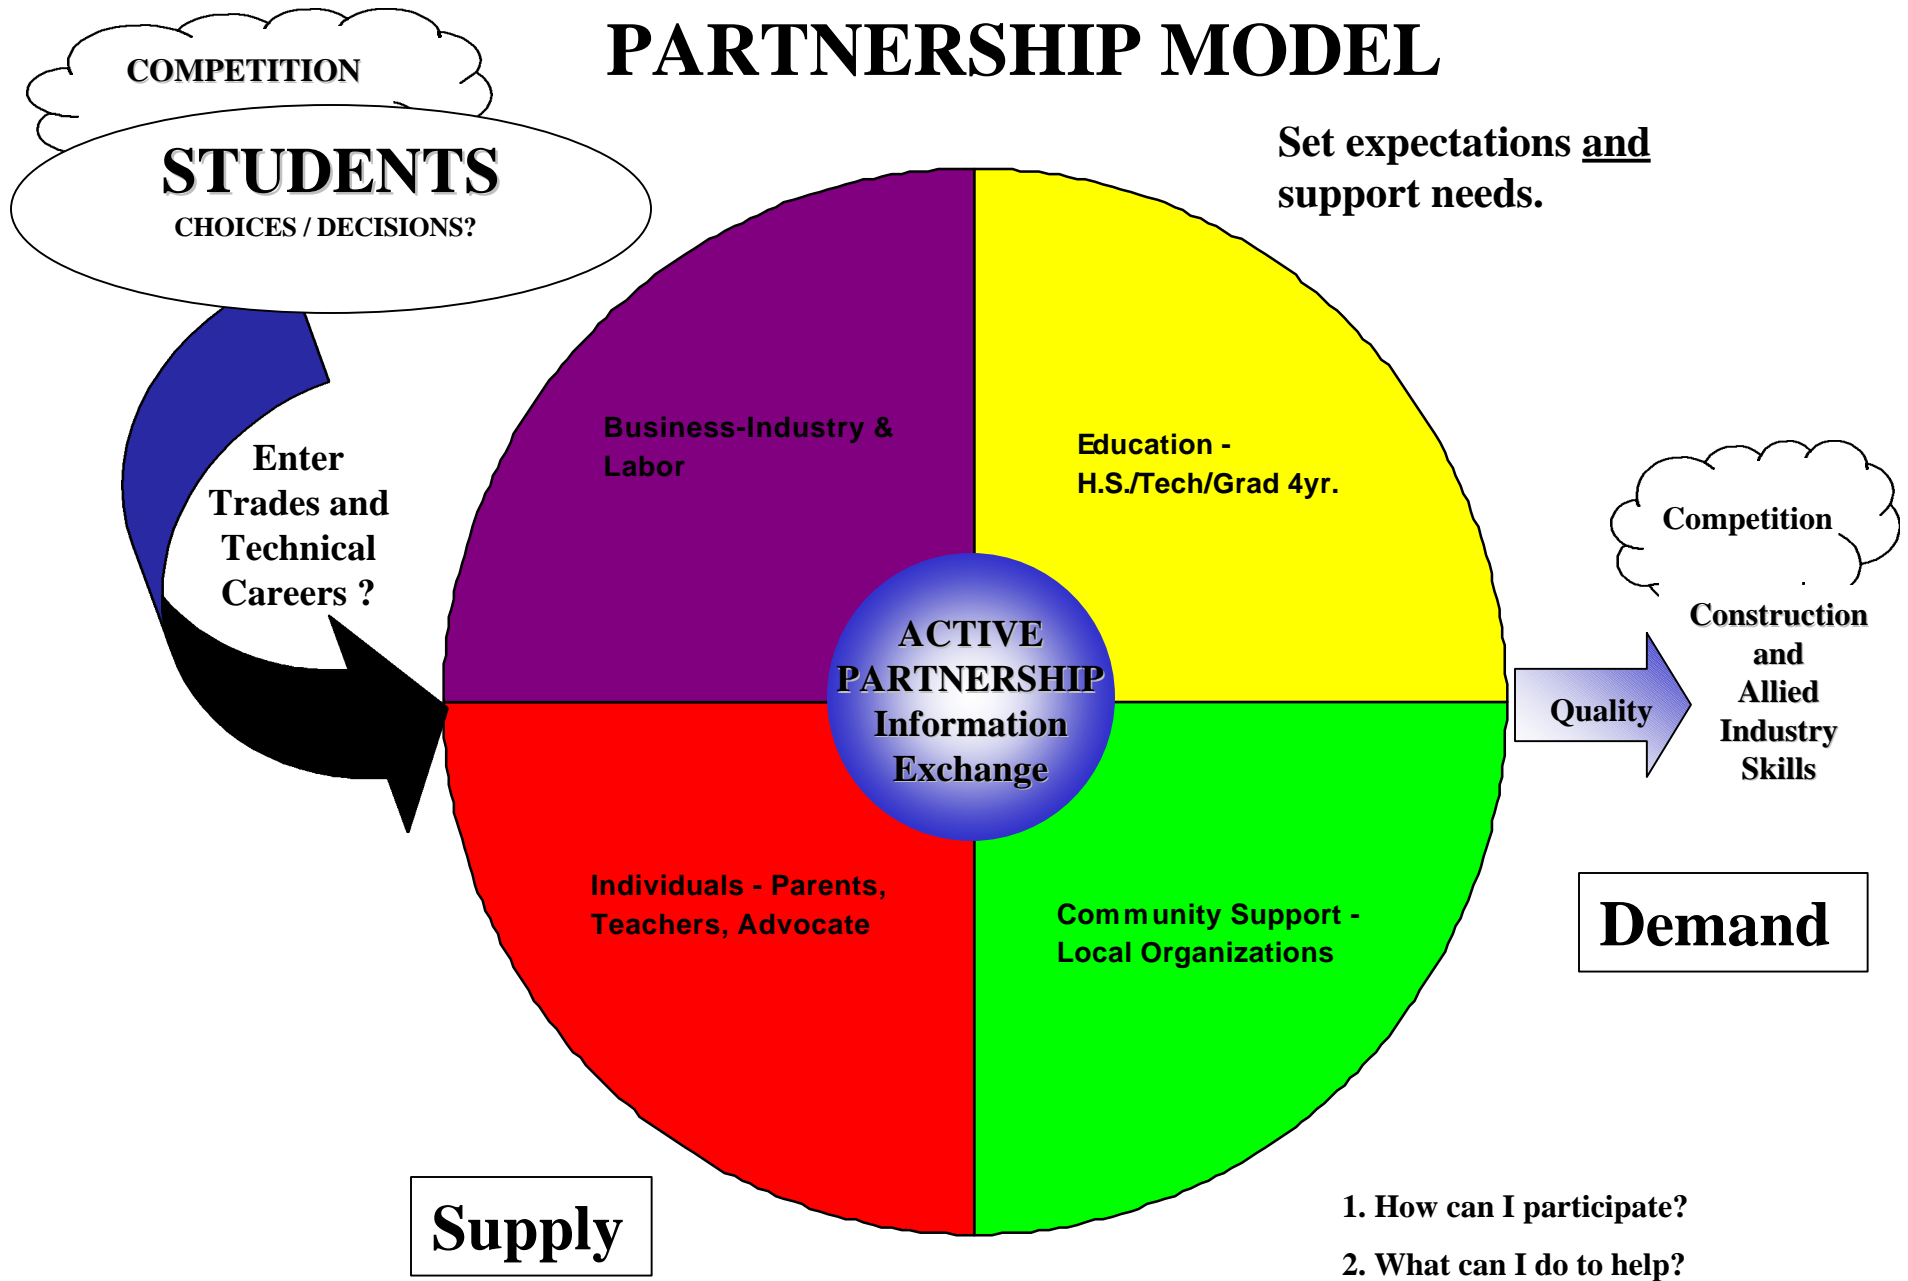 PARTNERSHIP MODEL
COMPETITION
STUDENTS
CHOICES / DECISIONS?
Set expectations and
support needs.
Enter
Trades and
Technical
Careers ?
Business-Industry &
Labor
Education -
H.S./Tech/Grad 4yr.
ACTIVE
PARTNERSHIP
Information
Exchange
Individuals - Parents,
Teachers, Advocate
Community Support -
Local Organizations
Quality
Competition
Construction
and
Allied
Industry
Skills
Demand
Supply
1. How can I participate?
2. What can I do to help?